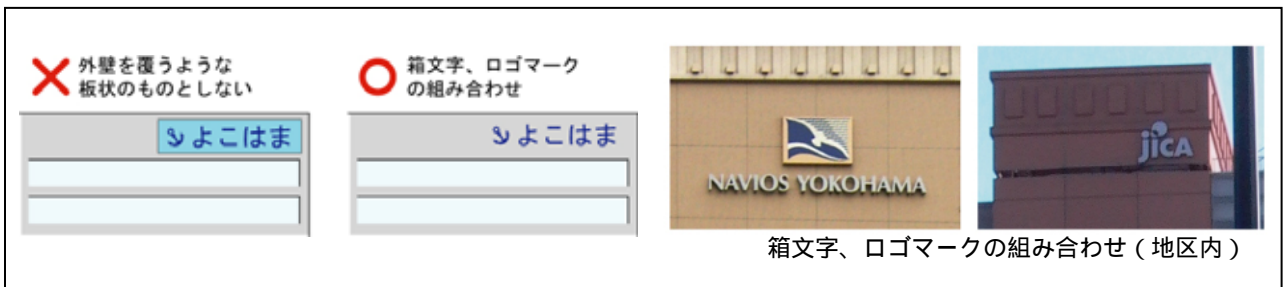 外壁を覆うような
板状のものとしない
よこはま
箱文字、ロゴマーク
の組み合わせ
よこはま
NAVIOS YOKOHAMA
jICA
箱文字、ロゴマークの組み合わせ(地区内)